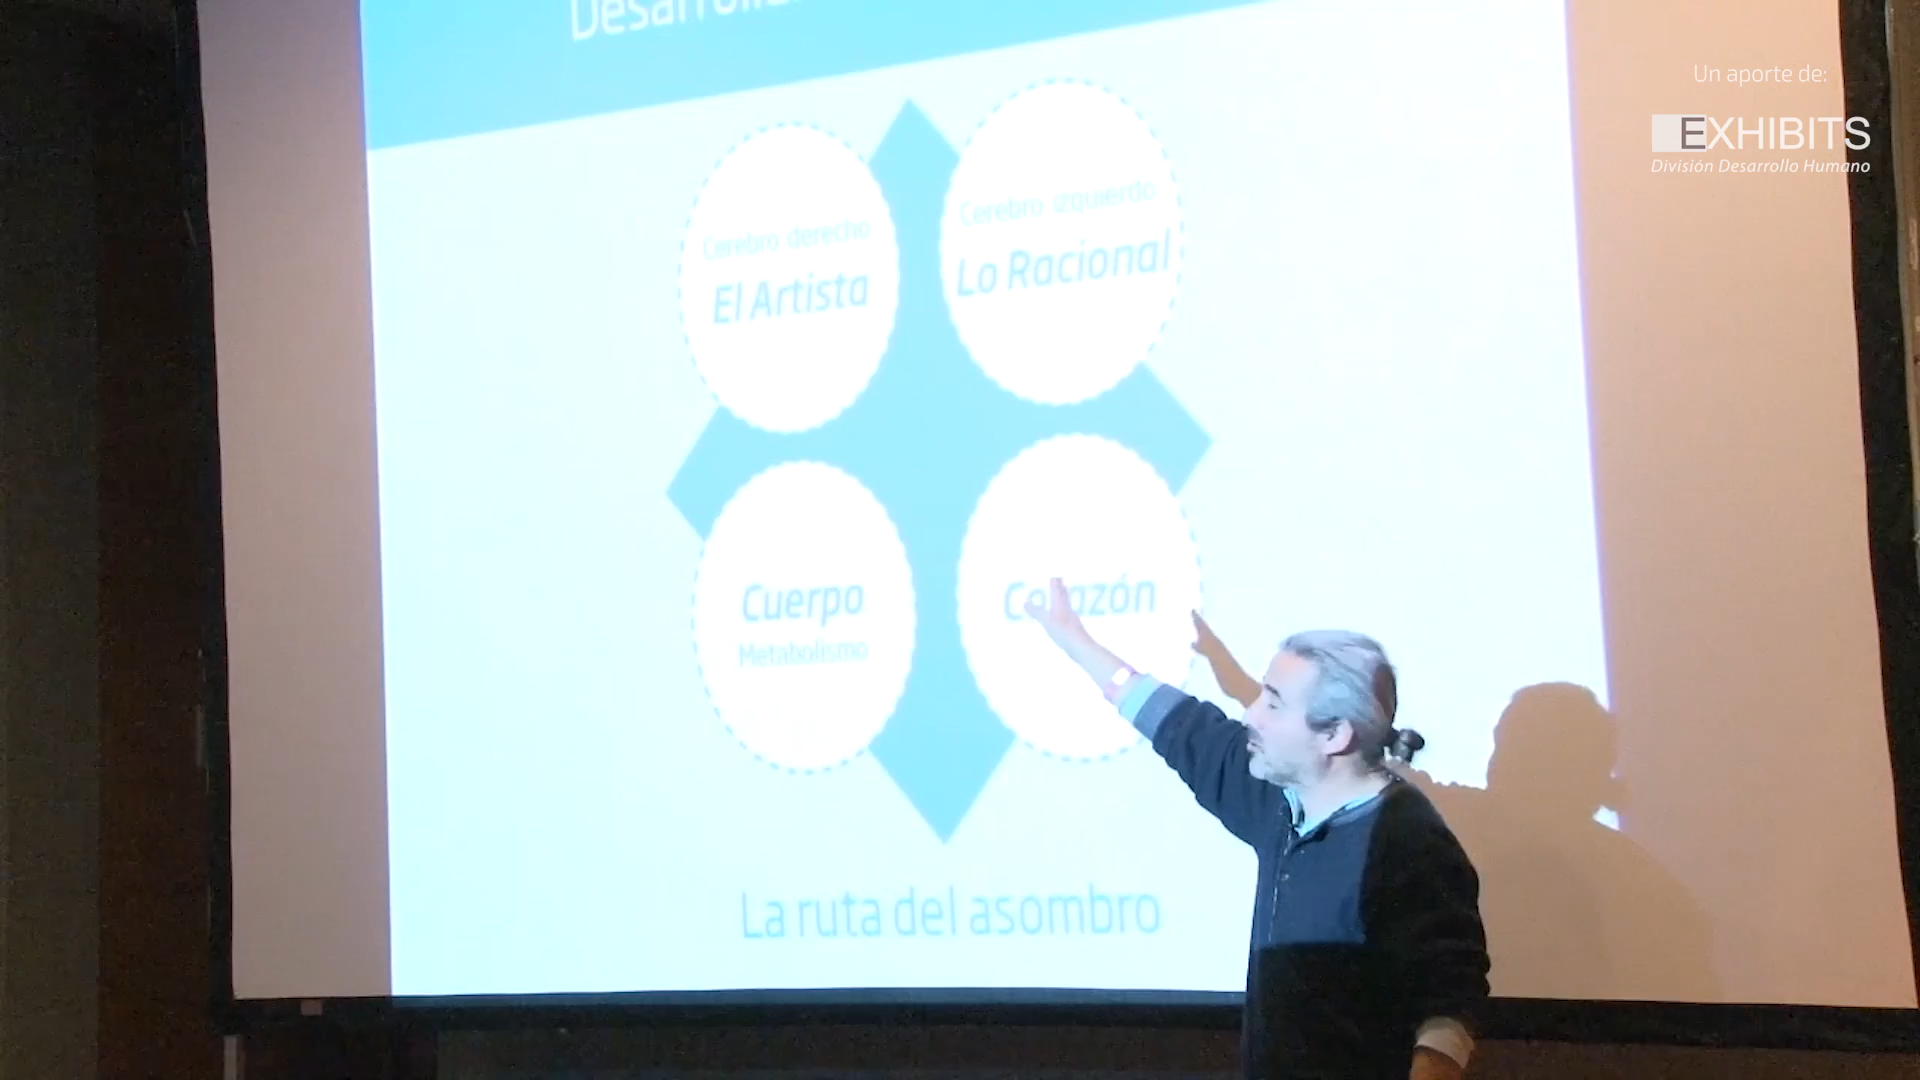 Un aporte de:
EXHIBITS
División Desarrollo Humano
Cerebro derecho
El Artista
Cerebro izquierdo
Lo Racional
Cuerpo
Metabolismo
Corazón
La ruta del asombro